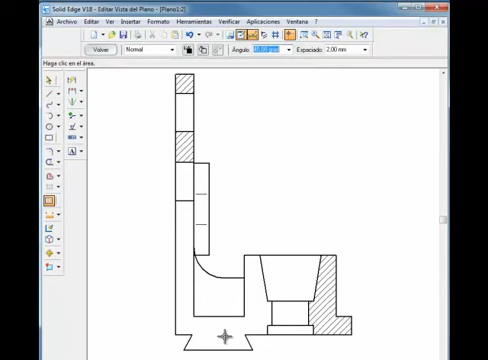 Solid Edge V18 - Editar Vista del Plano - [Plano1:2]
Archivo Editar Ver Insertar Formato Herramientas Verificar Aplicaciones Ventana ?
Volver Normal Ángulo: Espaciado: 2.00 mm
Haga clic en el área.
A